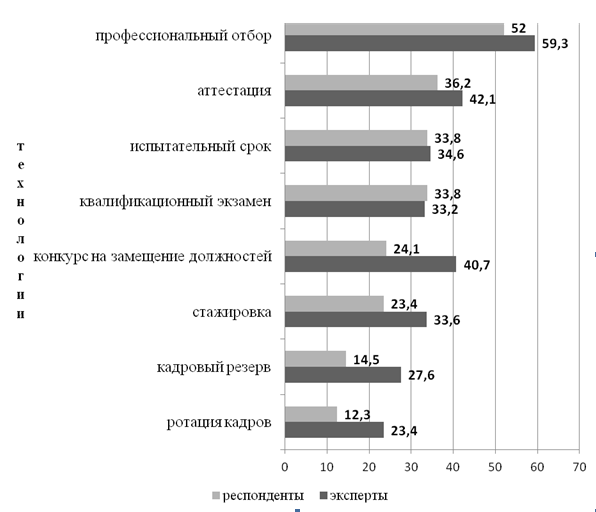 профессиональный отбор
52
59,3
аттестация
36,2
42,1
испытательный срок
33,8
34,6
квалификационный экзамен
33,8
33,2
конкурс на замещение должностей
24,1
40,7
стажировка
23,4
33,6
кадровый резерв
14,5
27,6
ротация кадров
12,3
23,4
технологии
0 10 20 30 40 50 60 70
респонденты эксперты